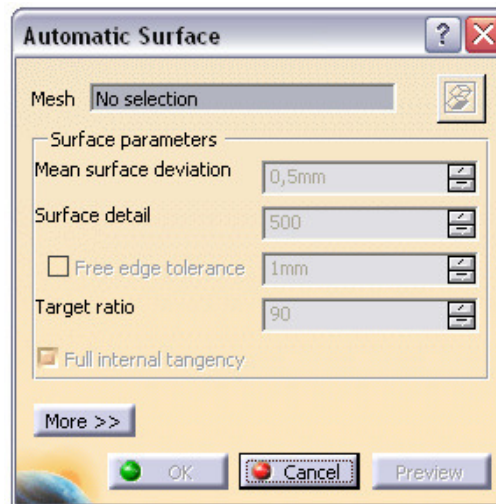 Automatic Surface
Mesh No selection
Surface parameters
Mean surface deviation 0,5mm
Surface detail 500
Free edge tolerance 1mm
Target ratio 90
Full internal tangency
More >>
OK Cancel Preview